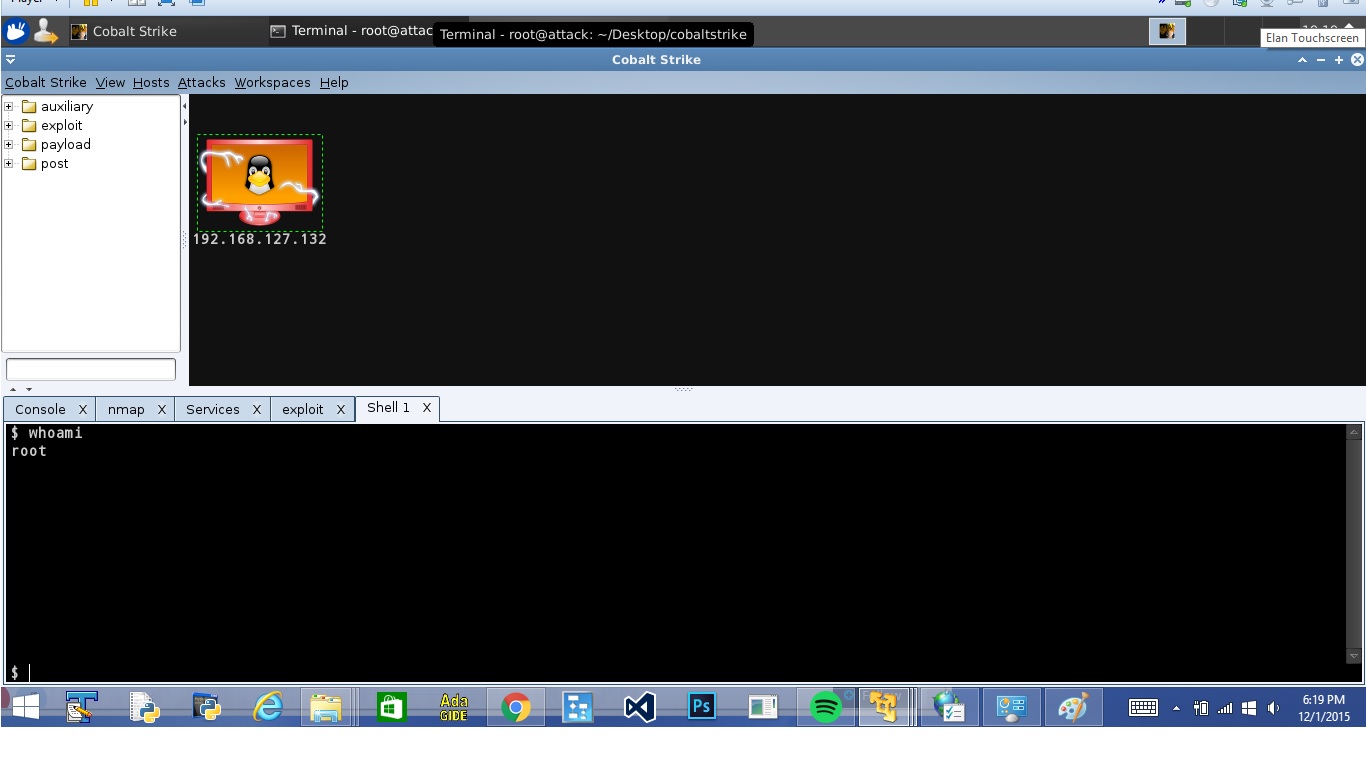 Player
Cobalt Strike
Terminal - root@attac
Terminal - root@attack: ~/Desktop/cobaltstrike
Elan Touchscreen
Cobalt Strike
Cobalt Strike View Hosts Attacks Workspaces Help
auxiliary
exploit
payload
post
192.168.127.132
Console X nmap X Services X exploit X Shell 1 X
$ whoami
root
$
Ada
GIDE
Ps
6:19 PM
12/1/2015